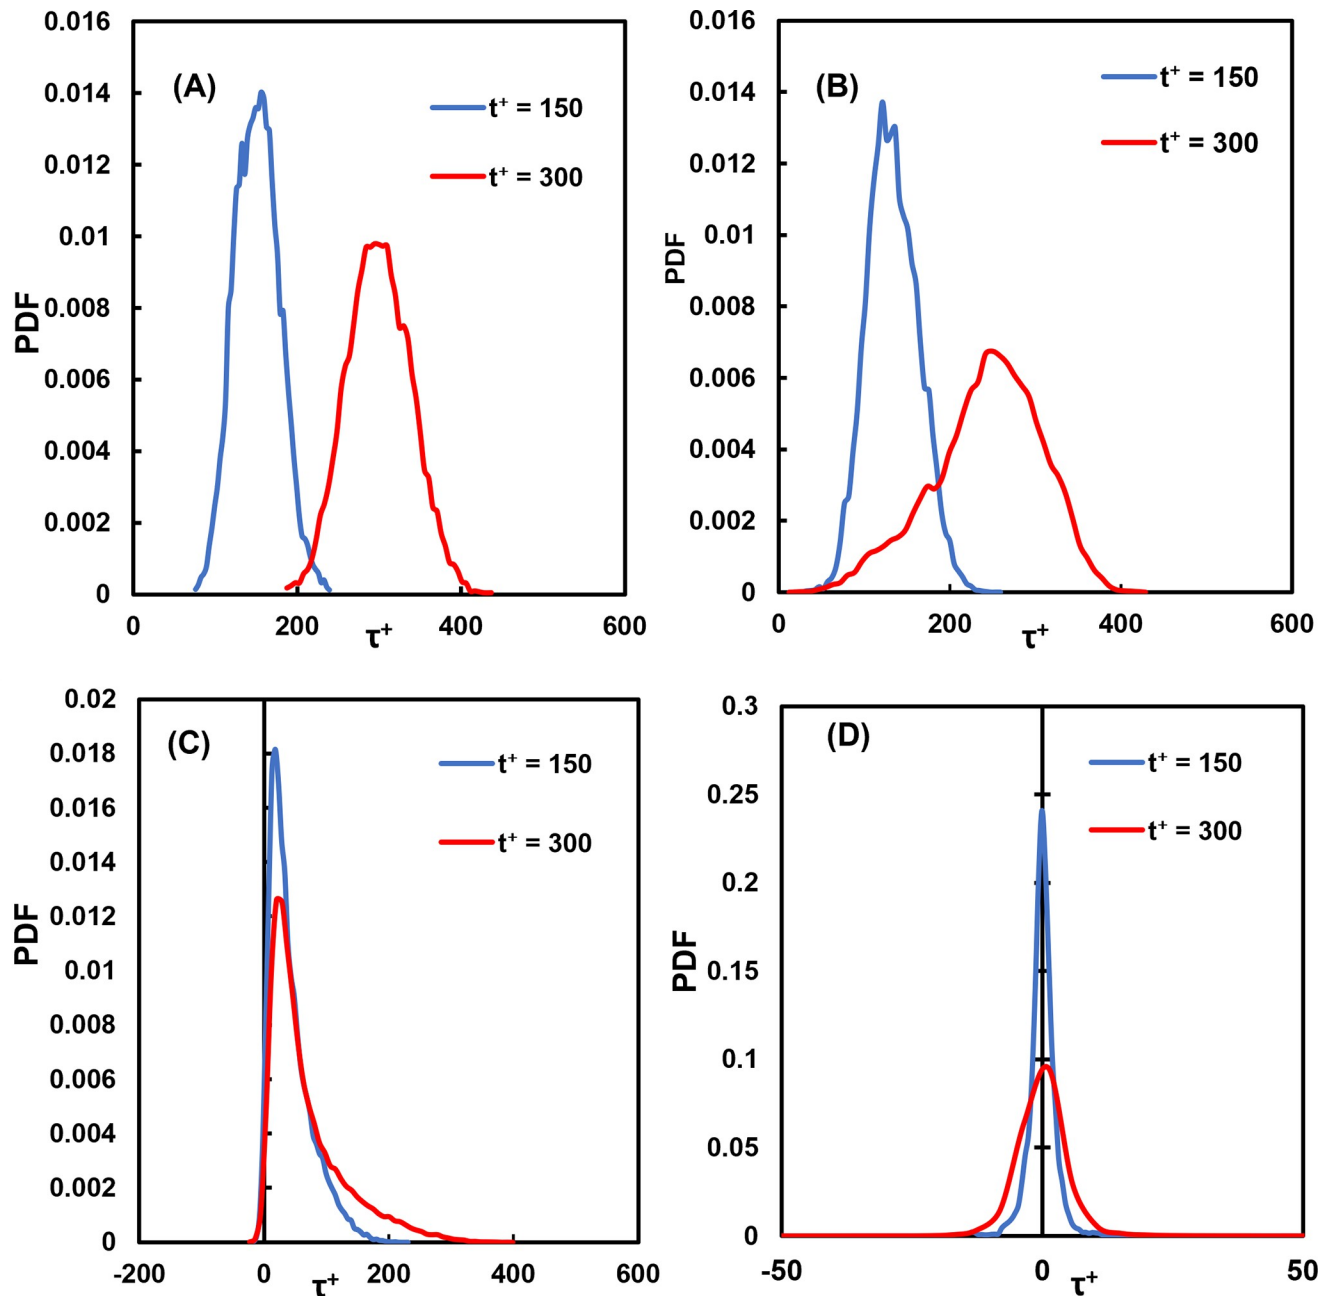 (A)
PDF
0.016
0.014
0.012
0.01
0.008
0.006
0.004
0.002
0
t⁺ = 150
t⁺ = 300
0 200 400 600
τ⁺
(B)
PDF
0.016
0.014
0.012
0.01
0.008
0.006
0.004
0.002
0
t⁺ = 150
t⁺ = 300
0 200 400 600
τ⁺
(C)
PDF
0.02
0.018
0.016
0.014
0.012
0.01
0.008
0.006
0.004
0.002
0
t⁺ = 150
t⁺ = 300
-200 0 200 400 600
τ⁺
(D)
PDF
0.3
0.25
0.2
0.15
0.1
0.05
0
t⁺ = 150
t⁺ = 300
-50 0 50
τ⁺